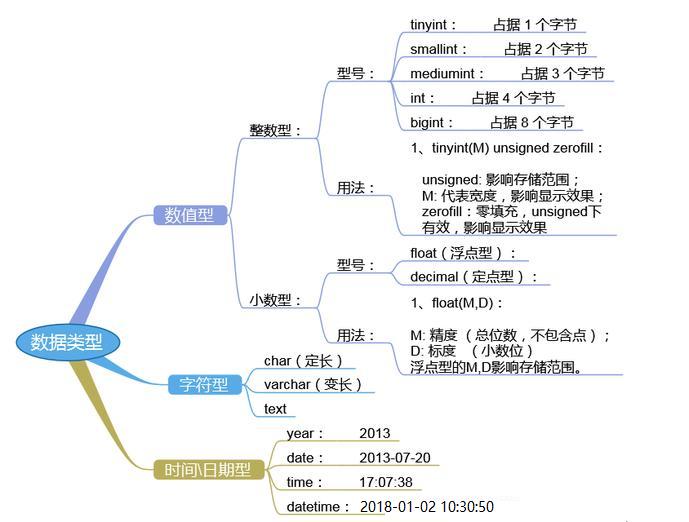 数据类型
数值型
整数型：
型号：
tinyint： 占据 1 个字节
smallint： 占据 2 个字节
mediumint： 占据 3 个字节
int： 占据 4 个字节
bigint： 占据 8 个字节
用法：
1、tinyint(M) unsigned zerofill：
unsigned: 影响存储范围；
M: 代表宽度，影响显示效果；
zerofill：零填充，unsigned下
有效，影响显示效果
小数型：
型号：
float（浮点型）：
decimal（定点型）：
用法：
1、float(M,D)：
M: 精度 （总位数，不包含点）；
D: 标度 （小数位）
浮点型的M,D影响存储范围。
字符型
char（定长）
varchar（变长）
text
时间\日期型
year： 2013
date： 2013-07-20
time： 17:07:38
datetime： 2018-01-02 10:30:50